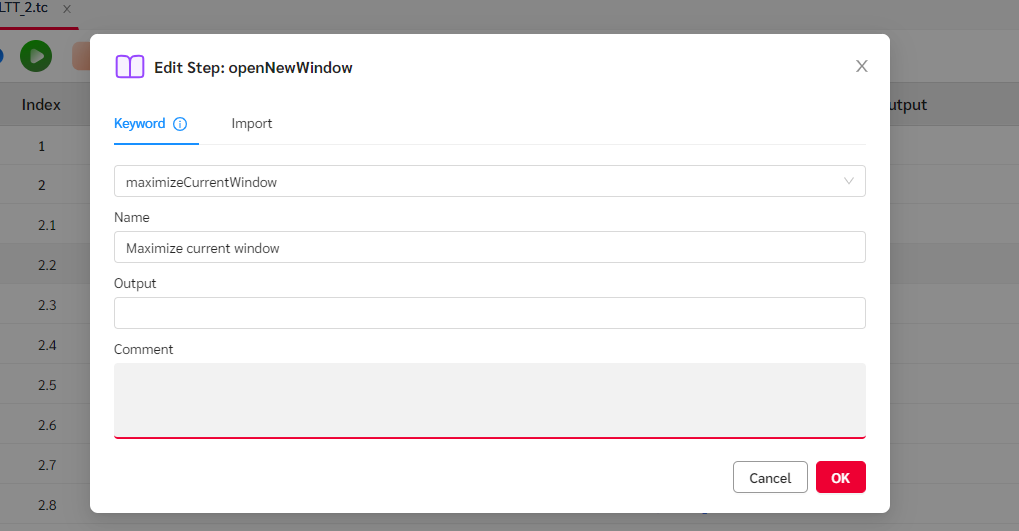 LTT_2.tc
Edit Step: openNewWindow
Index
utput
Keyword
Import
1
maximizeCurrentWindow
2
Name
2.1
Maximize current window
2.2
Output
2.3
2.4
Comment
2.5
2.6
2.7
Cancel
OK
2.8